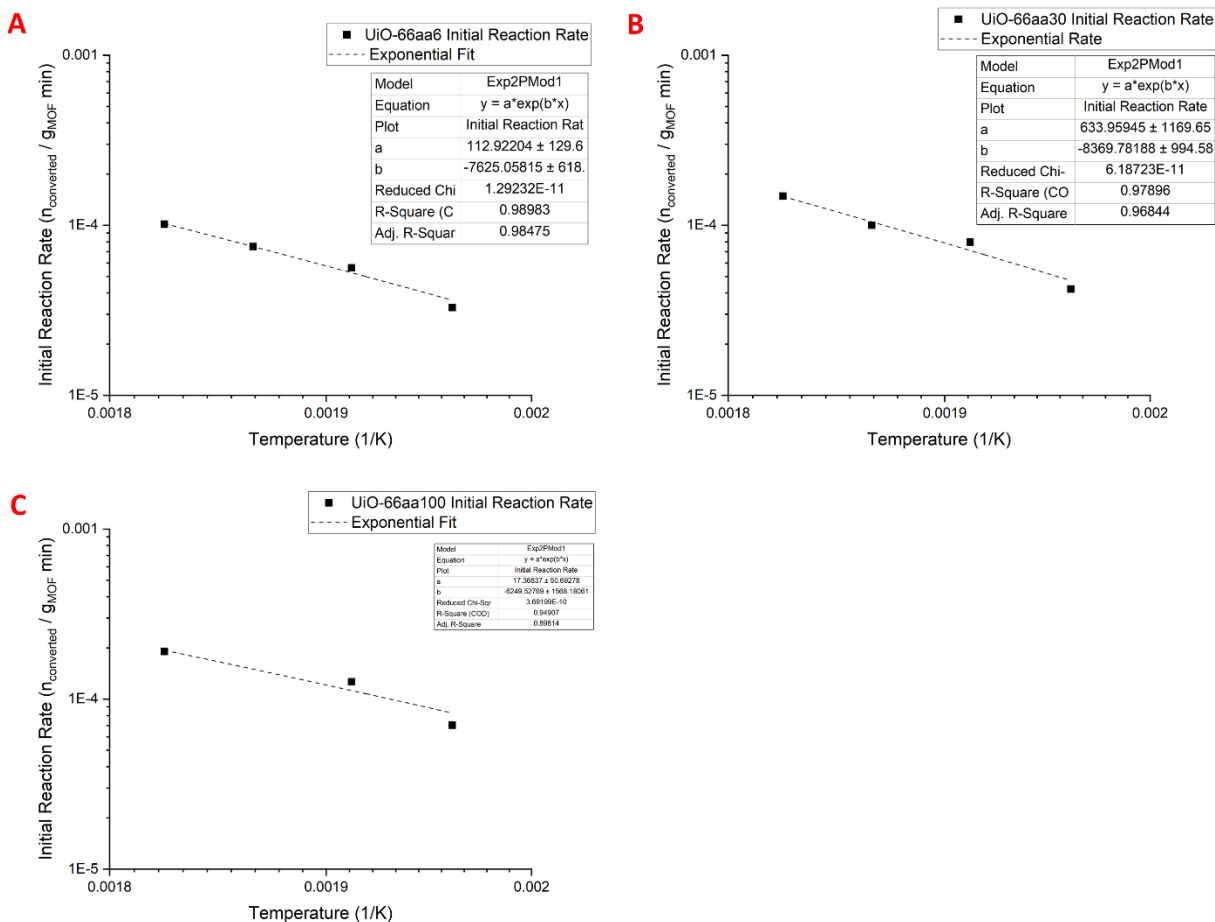 A
UiO-66aa6 Initial Reaction Rate
Exponential Fit
Model Exp2PMod1
Equation y = a*exp(b*x)
Plot Initial Reaction Rat
a 112.92204 ± 129.6
b -7625.05815 ± 618.
Reduced Chi 1.29232E-11
R-Square (C 0.98983
Adj. R-Squar 0.98475
Initial Reaction Rate (nconverted / gMOF min)
0.001
1E-4
1E-5
0.0018 0.0019 0.002
Temperature (1/K)
B
UiO-66aa30 Initial Reaction Rate
Exponential Rate
Model Exp2PMod1
Equation y = a*exp(b*x)
Plot Initial Reaction Rate
a 633.95945 ± 1169.65
b -8369.78188 ± 994.58
Reduced Chi- 6.18723E-11
R-Square (CO 0.97896
Adj. R-Square 0.96844
Initial Reaction Rate (nconverted / gMOF min)
0.001
1E-4
1E-5
0.0018 0.0019 0.002
Temperature (1/K)
C
UiO-66aa100 Initial Reaction Rate
Exponential Fit
Model Exp2PMod1
Equation y = a*exp(b*x)
Plot Initial Reaction Rate
a 17.36837 ± 50.69278
b -6249.52769 ± 1568.18061
Reduced Chi-Sqr 3.69199E-10
R-Square (COD) 0.94907
Adj. R-Square 0.89814
Initial Reaction Rate (nconverted / gMOF min)
0.001
1E-4
1E-5
0.0018 0.0019 0.002
Temperature (1/K)